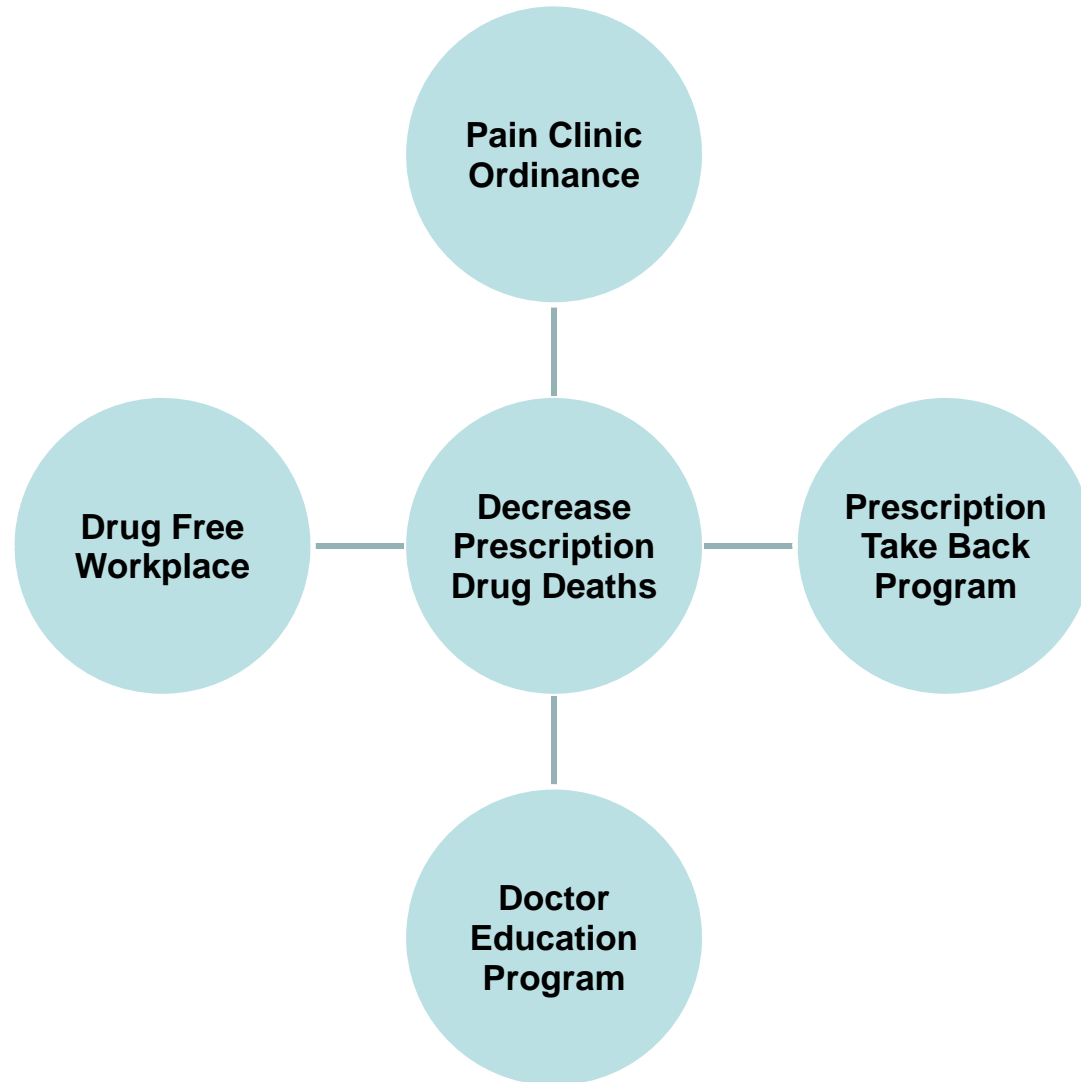 Pain Clinic
Ordinance
Drug Free
Workplace
Decrease
Prescription
Drug Deaths
Prescription
Take Back
Program
Doctor
Education
Program